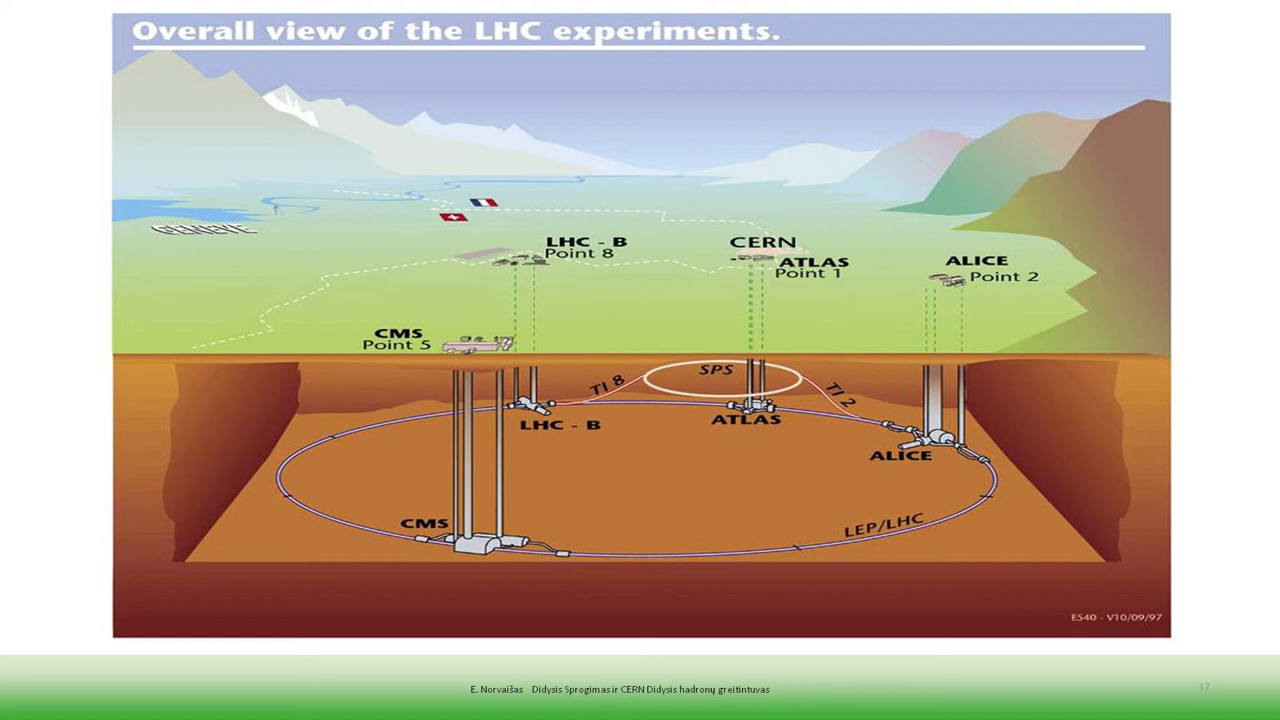 Overall view of the LHC experiments.
GENEVE
LHC - B
Point 8
CERN
ATLAS
Point 1
ALICE
Point 2
CMS
Point 5
SPS
TI 8
TI 2
LHC - B
ATLAS
ALICE
CMS
LEP/LHC
ES40 - V10/09/97
E. Norvaišas Didysis Sprogimas ir CERN Didysis hadronų greitintuvas
17